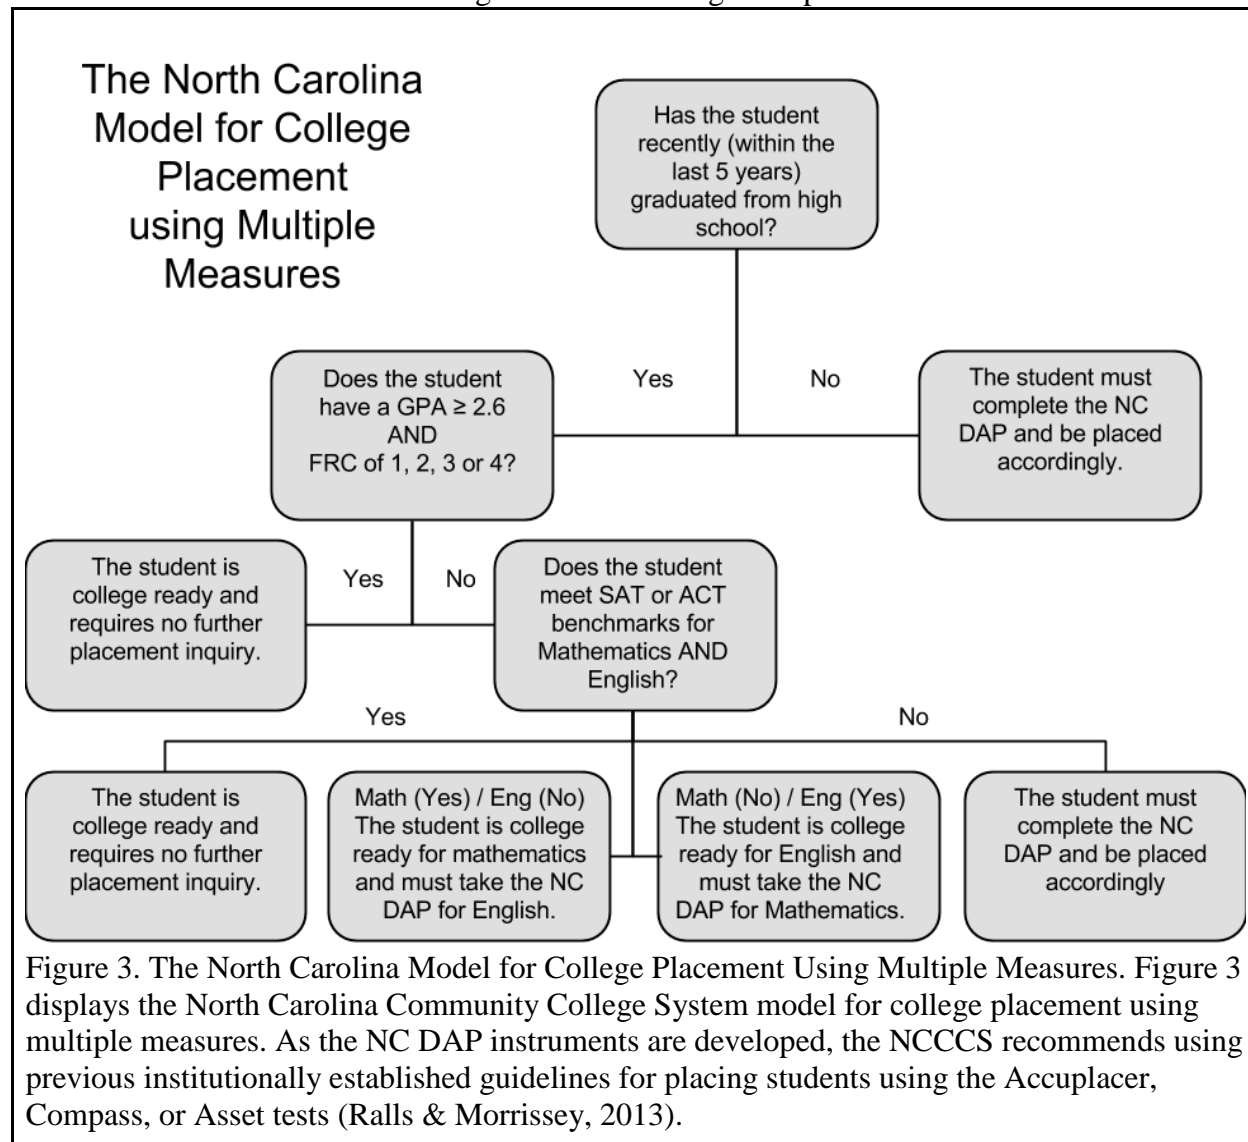 The North Carolina
Model for College
Placement
using Multiple
Measures
Has the student
recently (within the
last 5 years)
graduated from high
school?
Does the student
have a GPA ≥ 2.6
AND
FRC of 1, 2, 3 or 4?
Yes
No
The student must
complete the NC
DAP and be placed
accordingly.
The student is
college ready and
requires no further
placement inquiry.
Yes
No
Does the student
meet SAT or ACT
benchmarks for
Mathematics AND
English?
Yes
No
The student is
college ready and
requires no further
placement inquiry.
Math (Yes) / Eng (No)
The student is college
ready for mathematics
and must take the NC
DAP for English.
Math (No) / Eng (Yes)
The student is college
ready for English and
must take the NC
DAP for Mathematics.
The student must
complete the NC
DAP and be placed
accordingly
Figure 3. The North Carolina Model for College Placement Using Multiple Measures. Figure 3
displays the North Carolina Community College System model for college placement using
multiple measures. As the NC DAP instruments are developed, the NCCCS recommends using
previous institutionally established guidelines for placing students using the Accuplacer,
Compass, or Asset tests (Ralls & Morrissey, 2013).